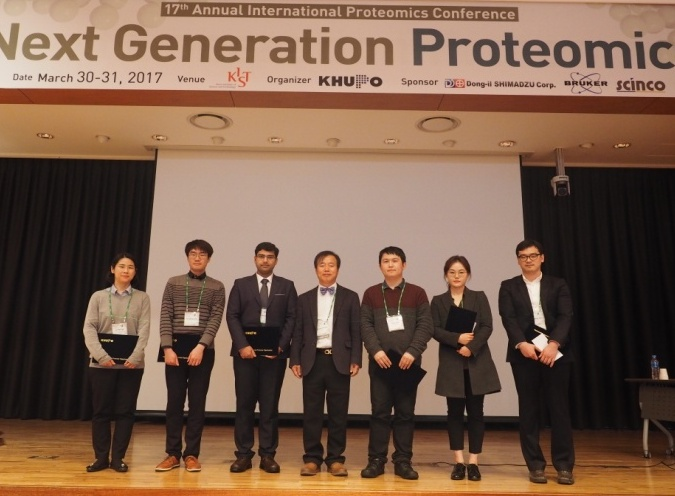 17th Annual International Proteomics Conference
Next Generation Proteomic
Date March 30-31, 2017 Venue KIST Organizer KHUPO Sponsor Dong-il SHIMADZU Corp. BRUKER scinco